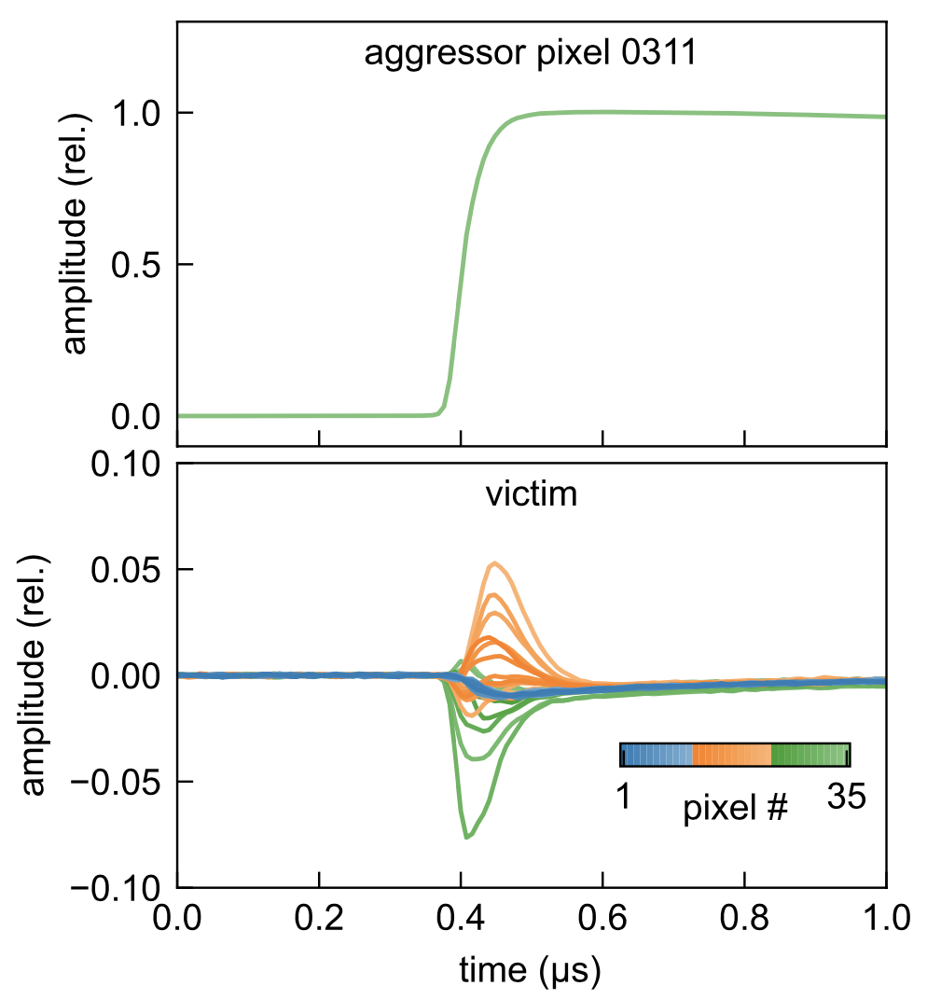 aggressor pixel 0311
amplitude (rel.)
1.0
0.5
0.0
victim
amplitude (rel.)
0.10
0.05
0.00
−0.05
−0.10
1
pixel #
35
0.0 0.2 0.4 0.6 0.8 1.0
time (μs)